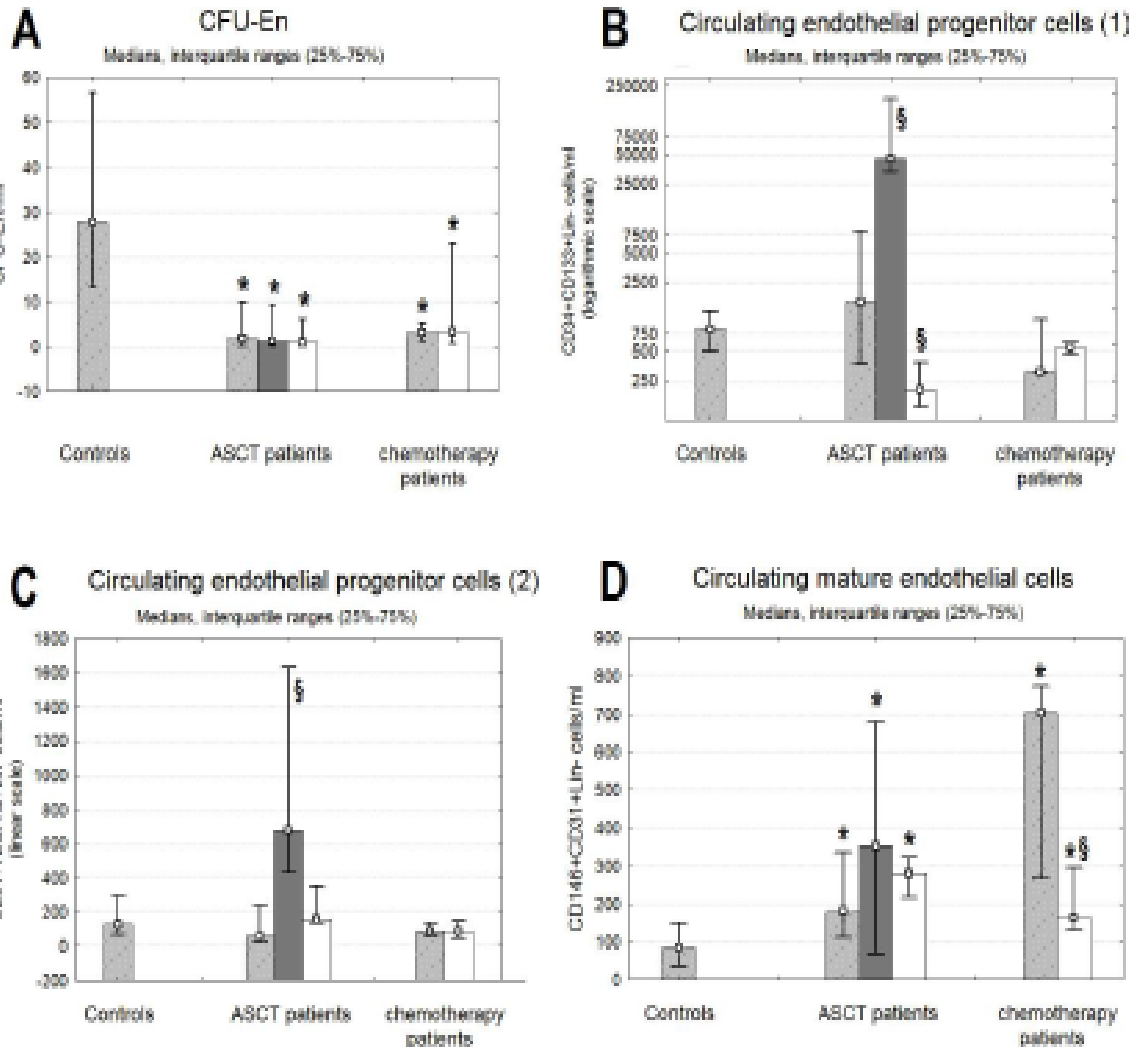 A
CFU-En
Medians, interquartile ranges (25%-75%)
60
50
40
30
20
10
0
-10
*
*
*
*
*
Controls
ASCT patients
chemotherapy
patients
B
Circulating endothelial progenitor cells (1)
Medians, interquartile ranges (25%-75%)
CD34+CD133+Lin- cells/ml
(logarithmic scale)
250000
75000
50000
25000
7500
5000
2500
750
500
250
§
§
Controls
ASCT patients
chemotherapy
patients
C
Circulating endothelial progenitor cells (2)
Medians, interquartile ranges (25%-75%)
(linear scale)
1800
1600
1400
1200
1000
800
600
400
200
0
-200
§
Controls
ASCT patients
chemotherapy
patients
D
Circulating mature endothelial cells
Medians, interquartile ranges (25%-75%)
CD146+CD31+Lin- cells/ml
900
800
700
600
500
400
300
200
100
0
*
*
*
*
*§
Controls
ASCT patients
chemotherapy
patients